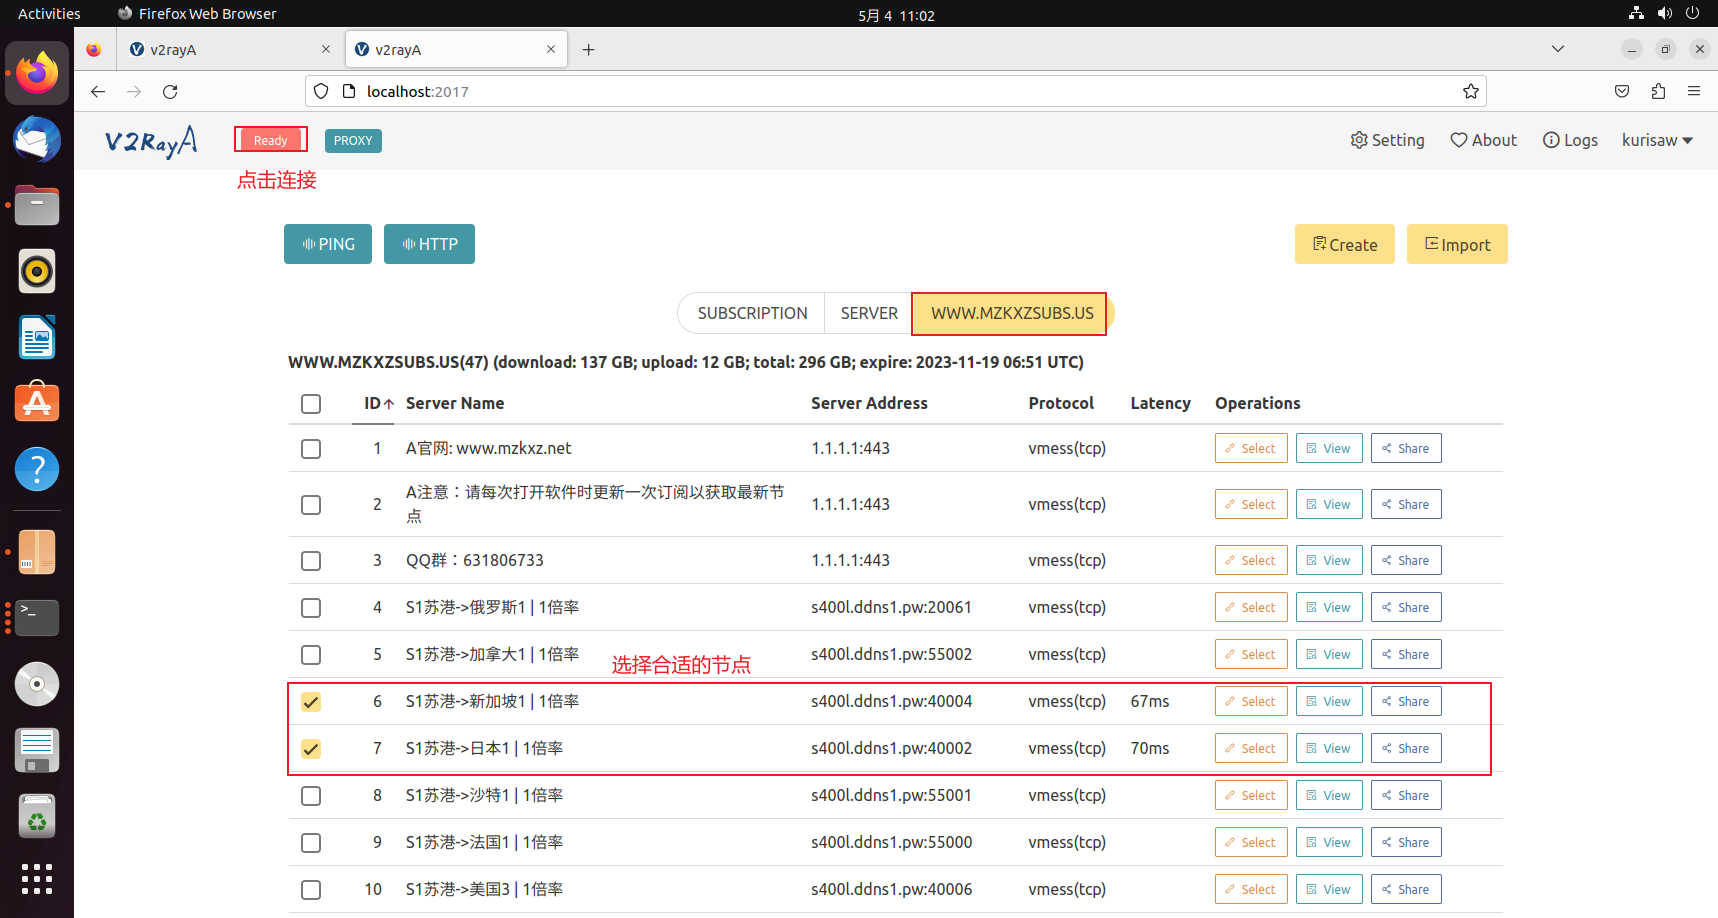 Activities
Firefox Web Browser
5月 4 11:02
v2rayA
v2rayA
localhost:2017
V2RayA
Ready
PROXY
Setting
About
Logs
kurisaw
点击连接
PING
HTTP
Create
Import
SUBSCRIPTION
SERVER
WWW.MZKXZSUBS.US
WWW.MZKXZSUBS.US(47) (download: 137 GB; upload: 12 GB; total: 296 GB; expire: 2023-11-19 06:51 UTC)
ID Server Name Server Address Protocol Latency Operations
1 A官网: www.mzkxz.net 1.1.1.1:443 vmess(tcp) Select View Share
2 A注意：请每次打开软件时更新一次订阅以获取最新节 1.1.1.1:443 vmess(tcp) Select View Share
点
3 QQ群：631806733 1.1.1.1:443 vmess(tcp) Select View Share
4 S1苏港->俄罗斯1 | 1倍率 s400l.ddns1.pw:20061 vmess(tcp) Select View Share
5 S1苏港->加拿大1 | 1倍率 s400l.ddns1.pw:55002 vmess(tcp) Select View Share
选择合适的节点
6 S1苏港->新加坡1 | 1倍率 s400l.ddns1.pw:40004 vmess(tcp) 67ms Select View Share
7 S1苏港->日本1 | 1倍率 s400l.ddns1.pw:40002 vmess(tcp) 70ms Select View Share
8 S1苏港->沙特1 | 1倍率 s400l.ddns1.pw:55001 vmess(tcp) Select View Share
9 S1苏港->法国1 | 1倍率 s400l.ddns1.pw:55000 vmess(tcp) Select View Share
10 S1苏港->美国3 | 1倍率 s400l.ddns1.pw:40006 vmess(tcp) Select View Share